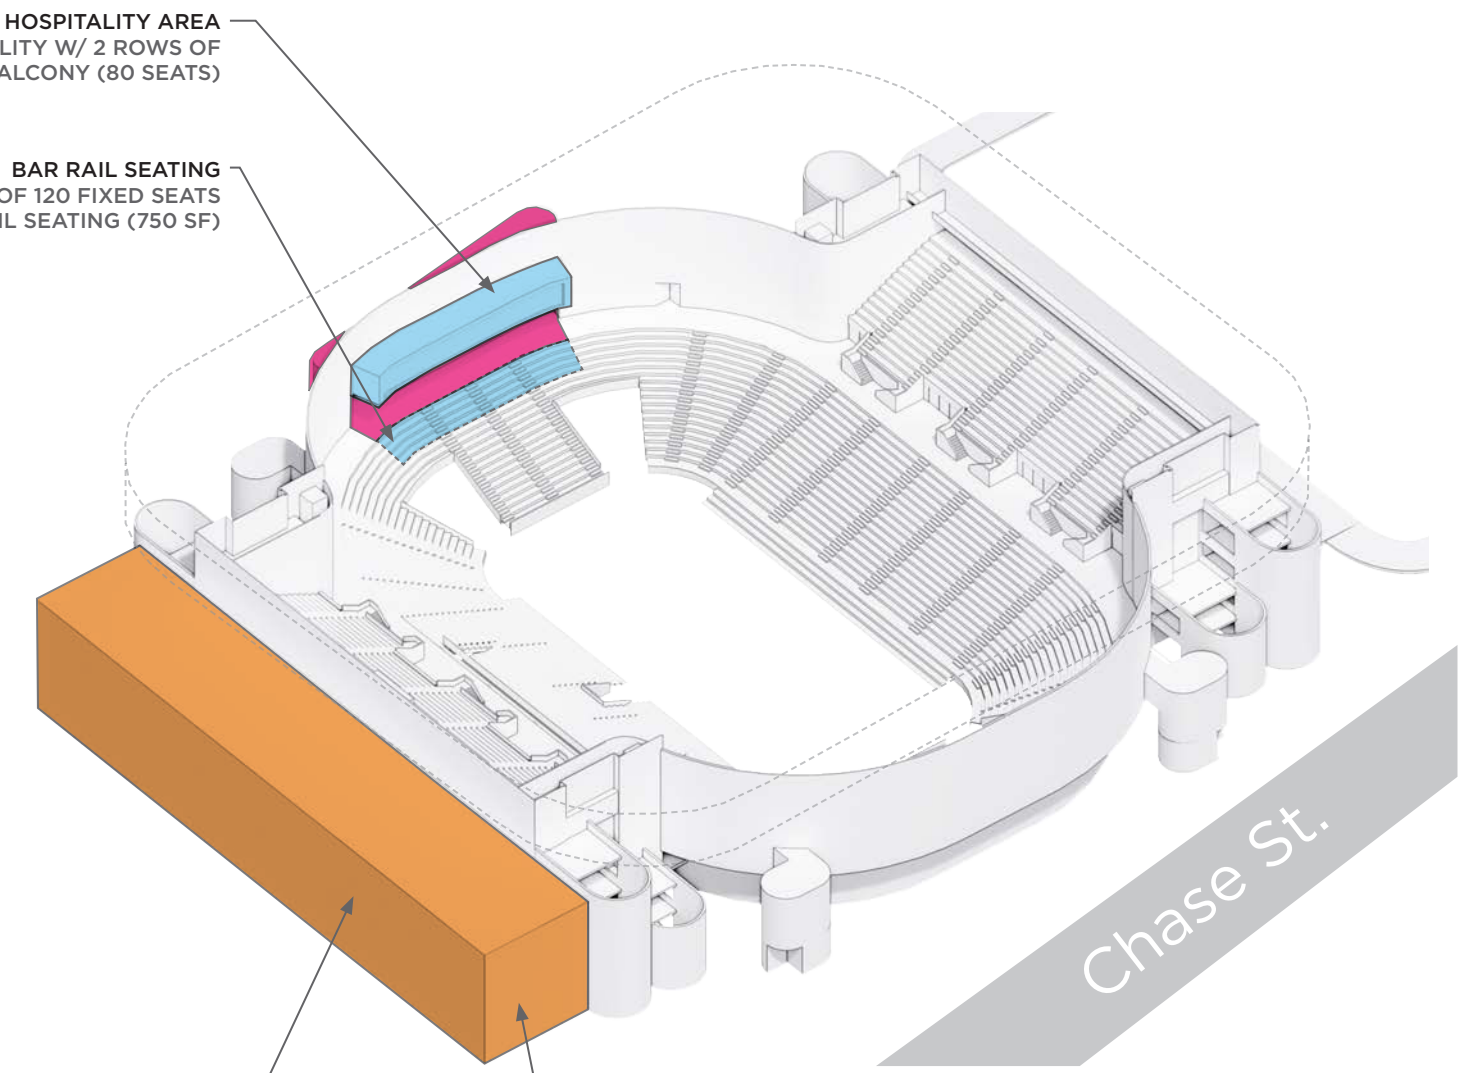 HOSPITALITY AREA
LITY W/ 2 ROWS OF
ALCONY (80 SEATS)
BAR RAIL SEATING
OF 120 FIXED SEATS
IL SEATING (750 SF)
Chase St.